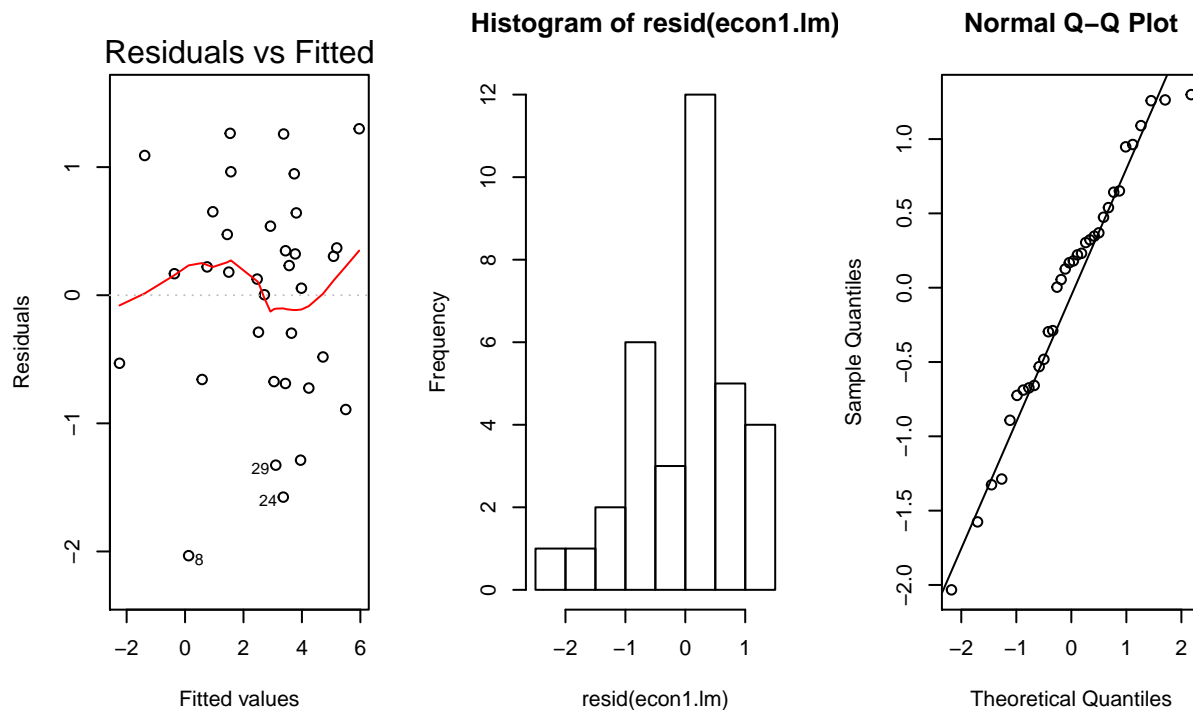 Residuals vs Fitted
Residuals
1
0
−1
−2
29
24
8
−2 0 2 4 6
Fitted values
Histogram of resid(econ1.lm)
Frequency
12
10
8
6
4
2
0
−2 −1 0 1
resid(econ1.lm)
Normal Q−Q Plot
Sample Quantiles
1.0
0.5
0.0
−0.5
−1.0
−1.5
−2.0
−2 −1 0 1 2
Theoretical Quantiles